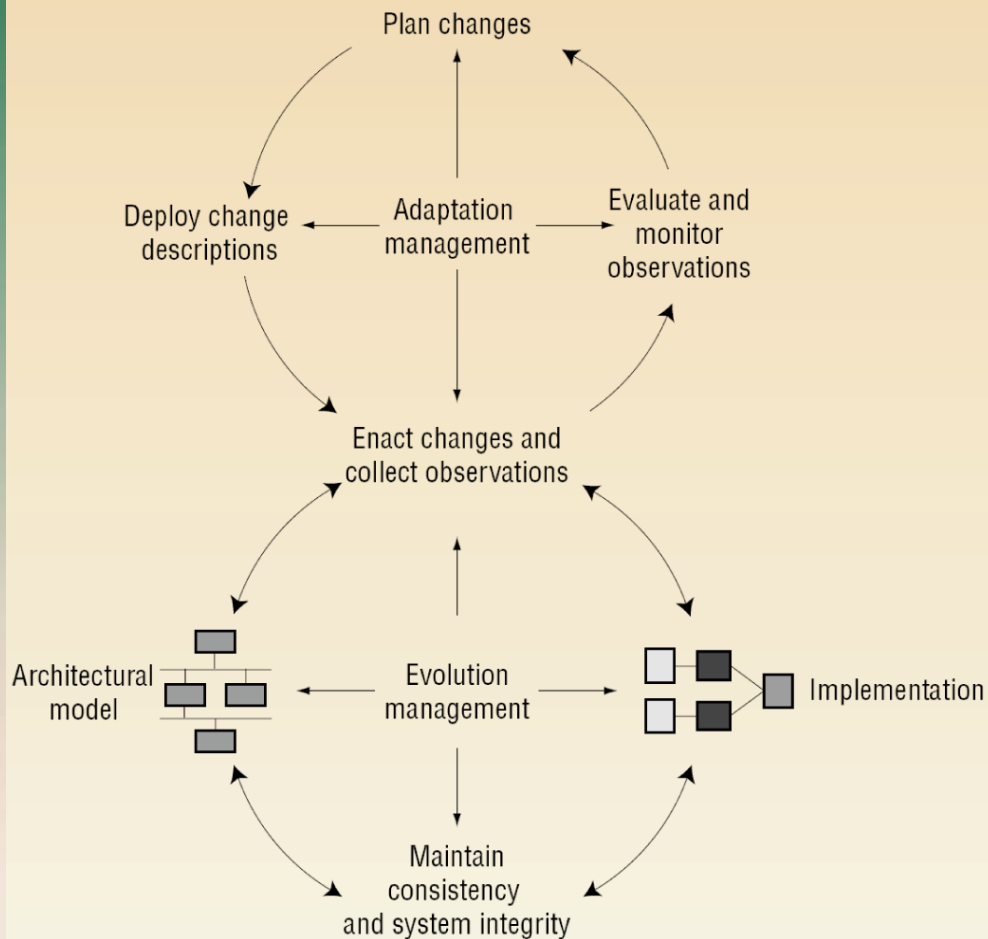 Plan changes
Deploy change
descriptions
Adaptation
management
Evaluate and
monitor
observations
Enact changes and
collect observations
Architectural
model
Evolution
management
Implementation
Maintain
consistency
and system integrity